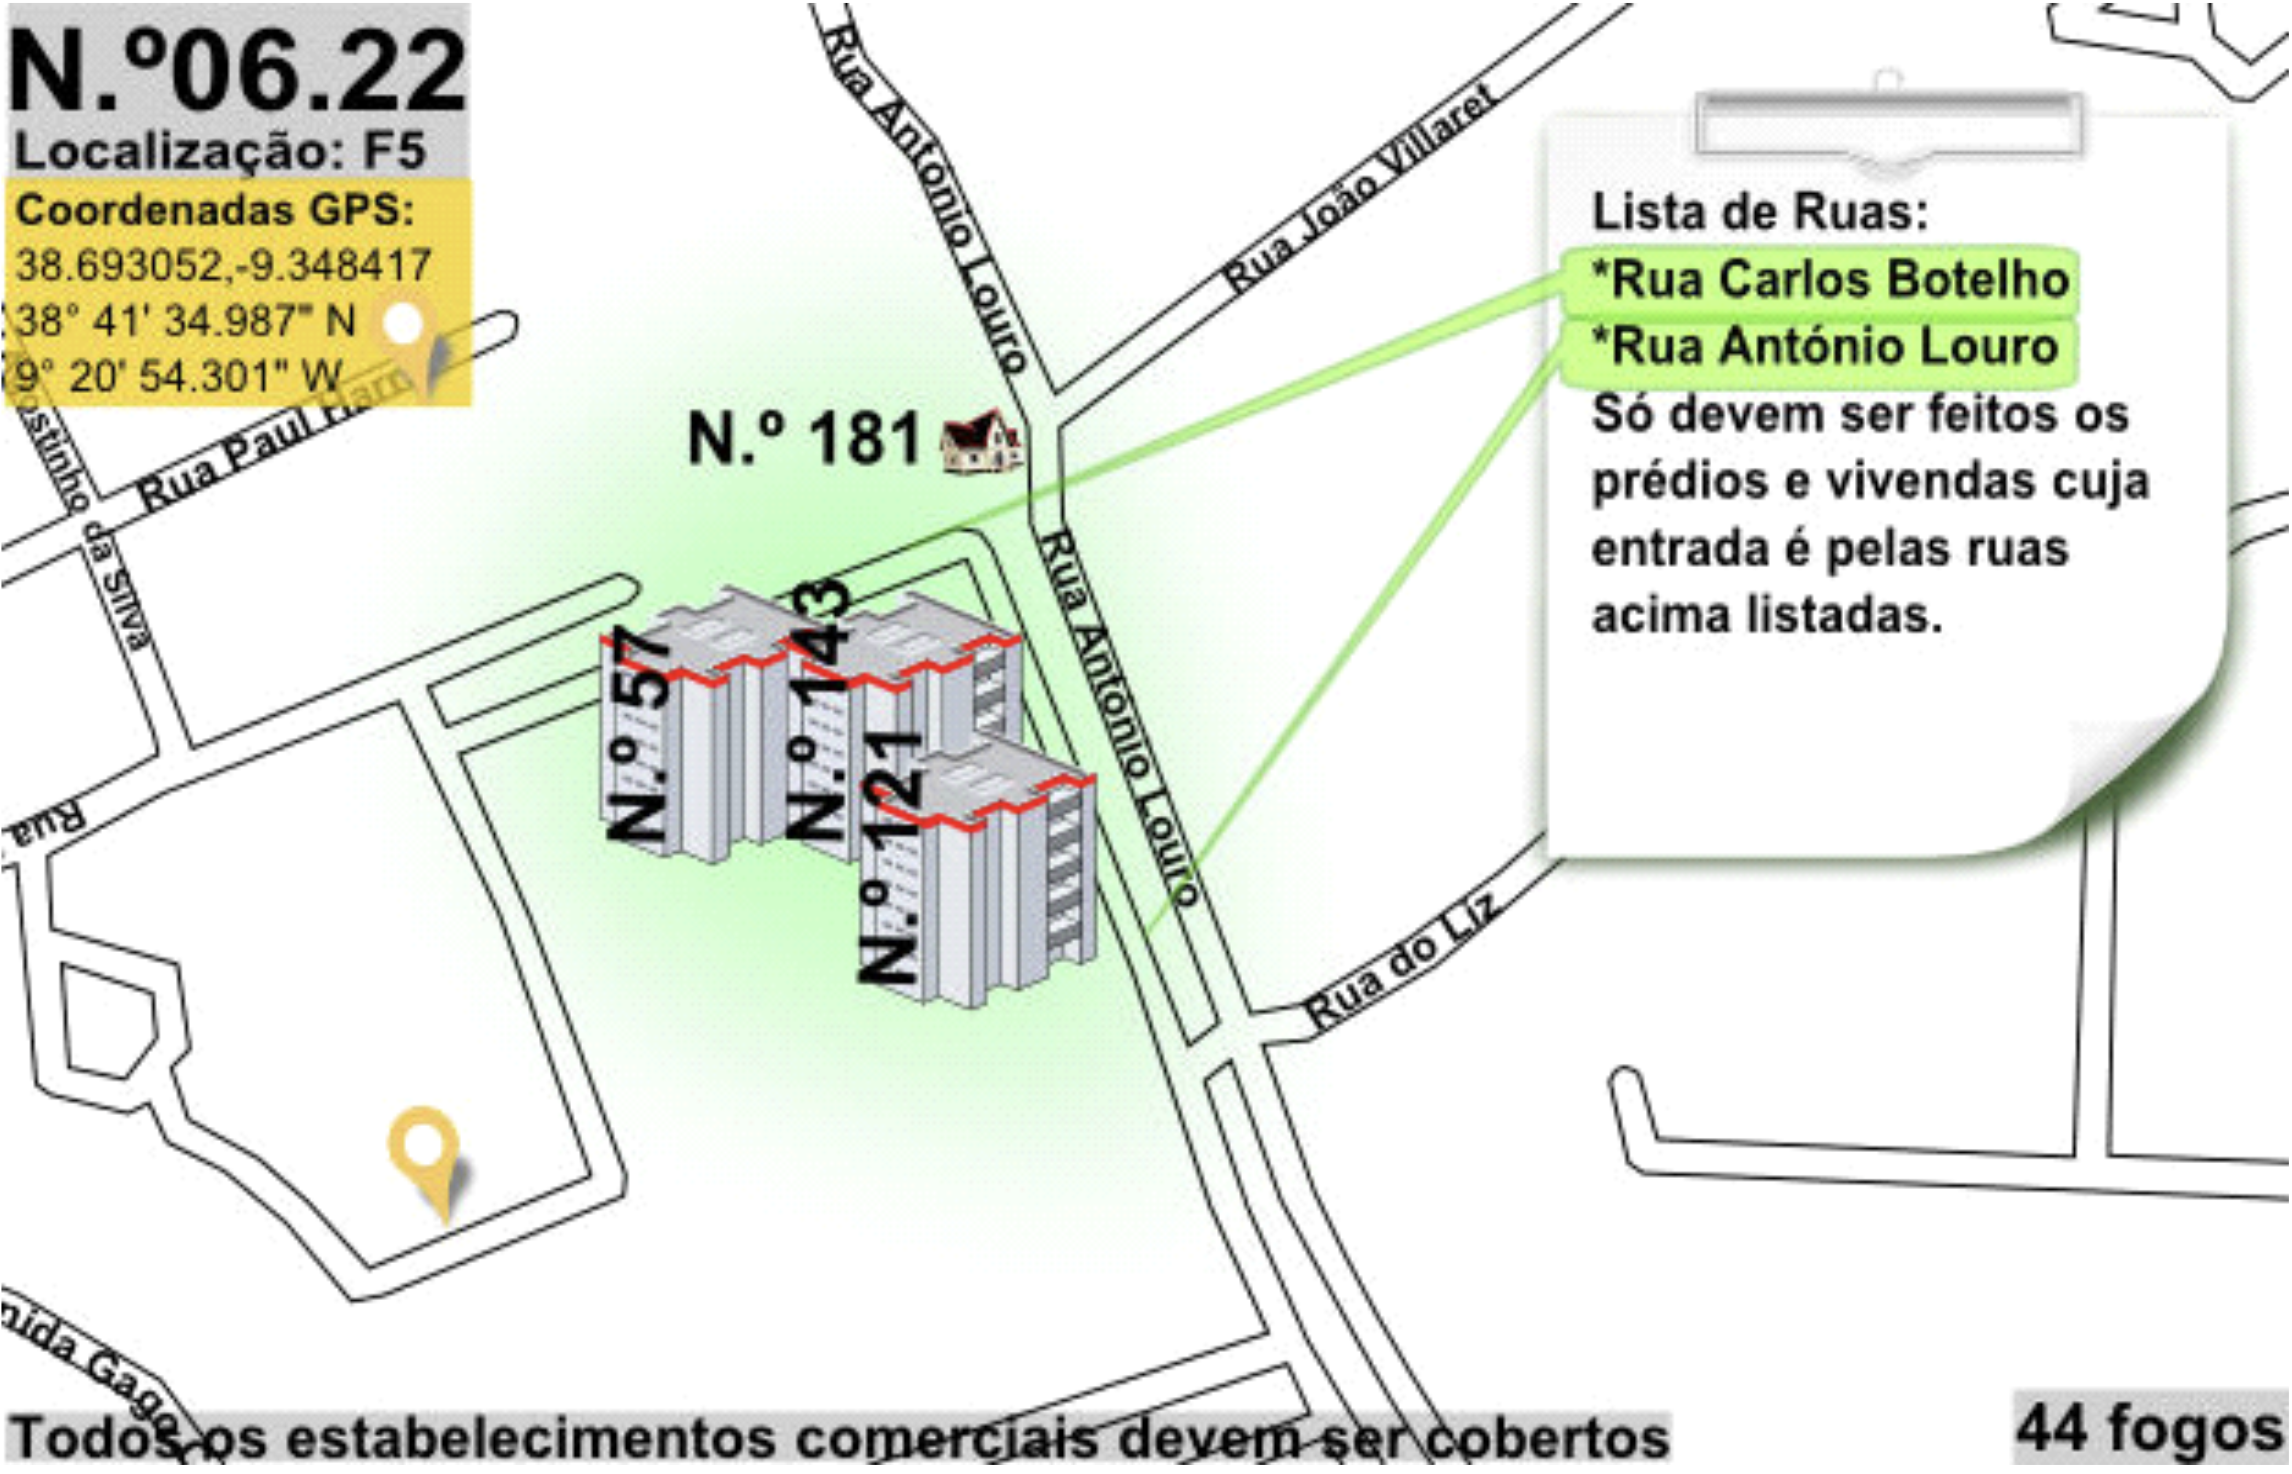 N.º06.22
Localização: F5
Coordenadas GPS:
38.693052,-9.348417
38° 41' 34.987" N
9° 20' 54.301" W
Rua António Louro
Rua João Villaret
Lista de Ruas:
*Rua Carlos Botelho
*Rua António Louro
Só devem ser feitos os
prédios e vivendas cuja
entrada é pelas ruas
acima listadas.
Rua Paul Harr
ostinho da Silva
N.º 181
Rua António Louro
N.º 57
N.º 143
N.º 121
Rua
Rua do Liz
nida Gago
Todos os estabelecimentos comerciais devem ser cobertos
44 fogos